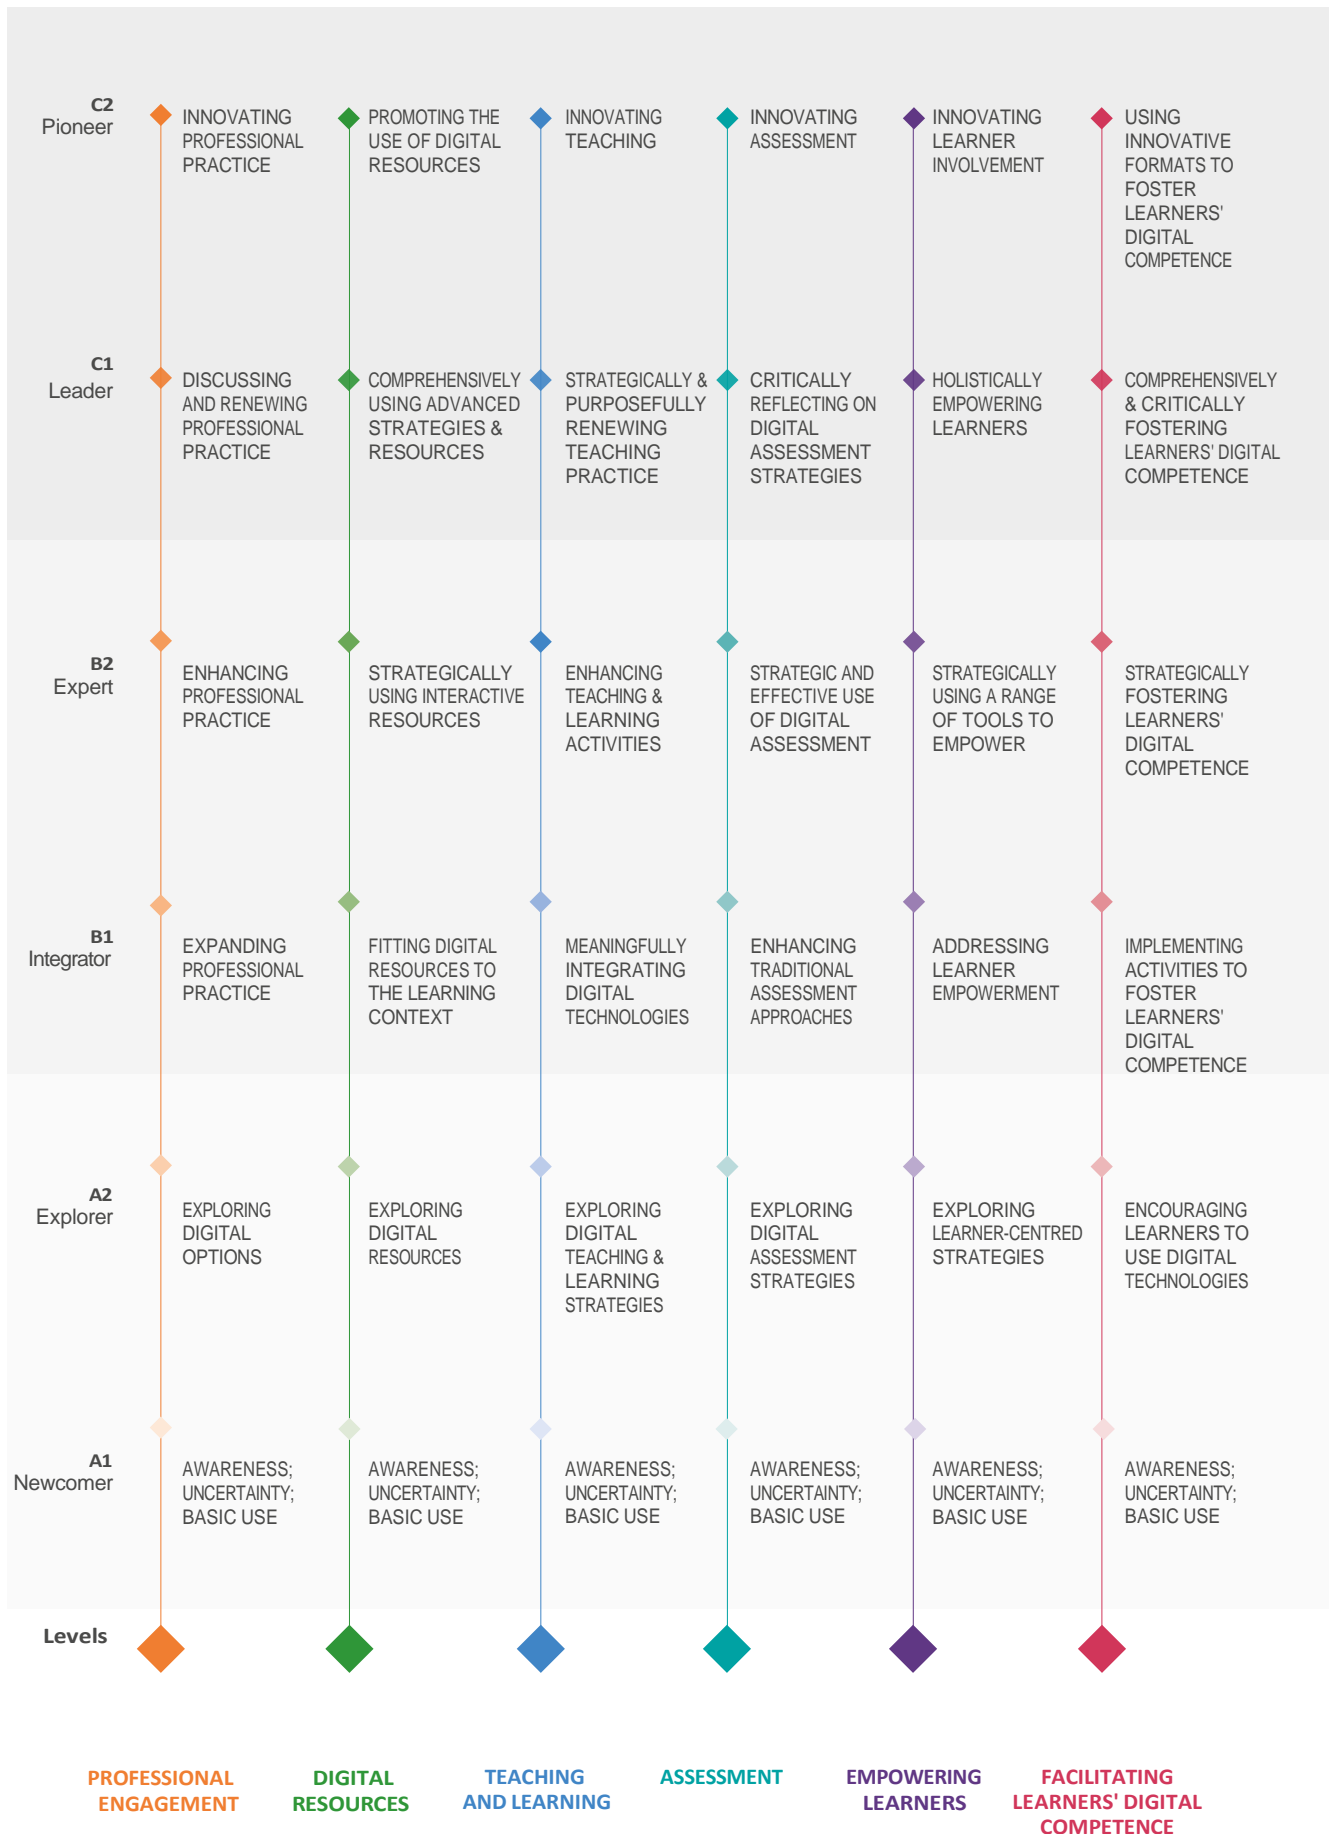 C2
Pioneer
INNOVATING
PROFESSIONAL
PRACTICE
PROMOTING THE
USE OF DIGITAL
RESOURCES
INNOVATING
TEACHING
INNOVATING
ASSESSMENT
INNOVATING
LEARNER
INVOLVEMENT
USING
INNOVATIVE
FORMATS TO
FOSTER
LEARNERS'
DIGITAL
COMPETENCE
C1
Leader
DISCUSSING
AND RENEWING
PROFESSIONAL
PRACTICE
COMPREHENSIVELY
USING ADVANCED
STRATEGIES &
RESOURCES
STRATEGICALLY &
PURPOSEFULLY
RENEWING
TEACHING
PRACTICE
CRITICALLY
REFLECTING ON
DIGITAL
ASSESSMENT
STRATEGIES
HOLISTICALLY
EMPOWERING
LEARNERS
COMPREHENSIVELY
& CRITICALLY
FOSTERING
LEARNERS' DIGITAL
COMPETENCE
B2
Expert
ENHANCING
PROFESSIONAL
PRACTICE
STRATEGICALLY
USING INTERACTIVE
RESOURCES
ENHANCING
TEACHING &
LEARNING
ACTIVITIES
STRATEGIC AND
EFFECTIVE USE
OF DIGITAL
ASSESSMENT
STRATEGICALLY
USING A RANGE
OF TOOLS TO
EMPOWER
STRATEGICALLY
FOSTERING
LEARNERS'
DIGITAL
COMPETENCE
B1
Integrator
EXPANDING
PROFESSIONAL
PRACTICE
FITTING DIGITAL
RESOURCES TO
THE LEARNING
CONTEXT
MEANINGFULLY
INTEGRATING
DIGITAL
TECHNOLOGIES
ENHANCING
TRADITIONAL
ASSESSMENT
APPROACHES
ADDRESSING
LEARNER
EMPOWERMENT
IMPLEMENTING
ACTIVITIES TO
FOSTER
LEARNERS'
DIGITAL
COMPETENCE
A2
Explorer
EXPLORING
DIGITAL
OPTIONS
EXPLORING
DIGITAL
RESOURCES
EXPLORING
DIGITAL
TEACHING &
LEARNING
STRATEGIES
EXPLORING
DIGITAL
ASSESSMENT
STRATEGIES
EXPLORING
LEARNER-CENTRED
STRATEGIES
ENCOURAGING
LEARNERS TO
USE DIGITAL
TECHNOLOGIES
A1
Newcomer
AWARENESS;
UNCERTAINTY;
BASIC USE
AWARENESS;
UNCERTAINTY;
BASIC USE
AWARENESS;
UNCERTAINTY;
BASIC USE
AWARENESS;
UNCERTAINTY;
BASIC USE
AWARENESS;
UNCERTAINTY;
BASIC USE
AWARENESS;
UNCERTAINTY;
BASIC USE
Levels
PROFESSIONAL
ENGAGEMENT
DIGITAL
RESOURCES
TEACHING
AND LEARNING
ASSESSMENT
EMPOWERING
LEARNERS
FACILITATING
LEARNERS' DIGITAL
COMPETENCE